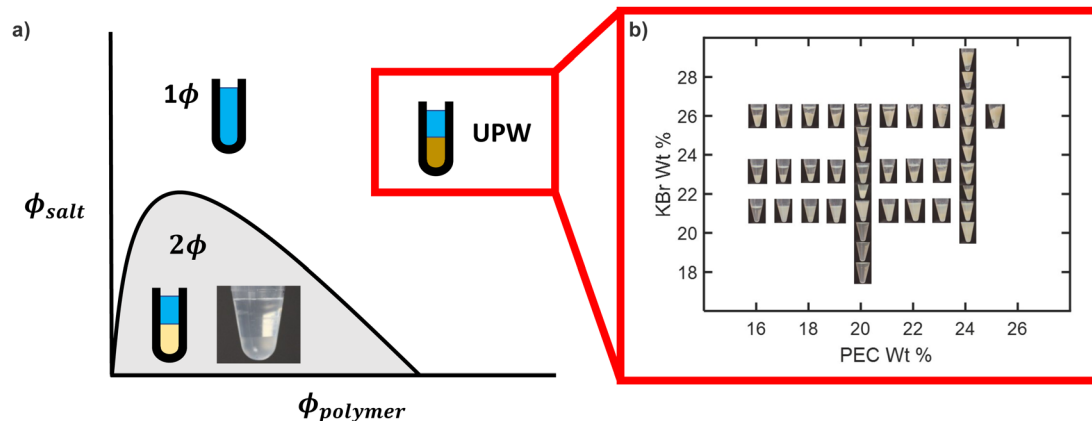 a)
1ϕ
UPW
ϕsalt
2ϕ
ϕpolymer
b)
KBr Wt %
28
26
24
22
20
18
16 18 20 22 24 26
PEC Wt %